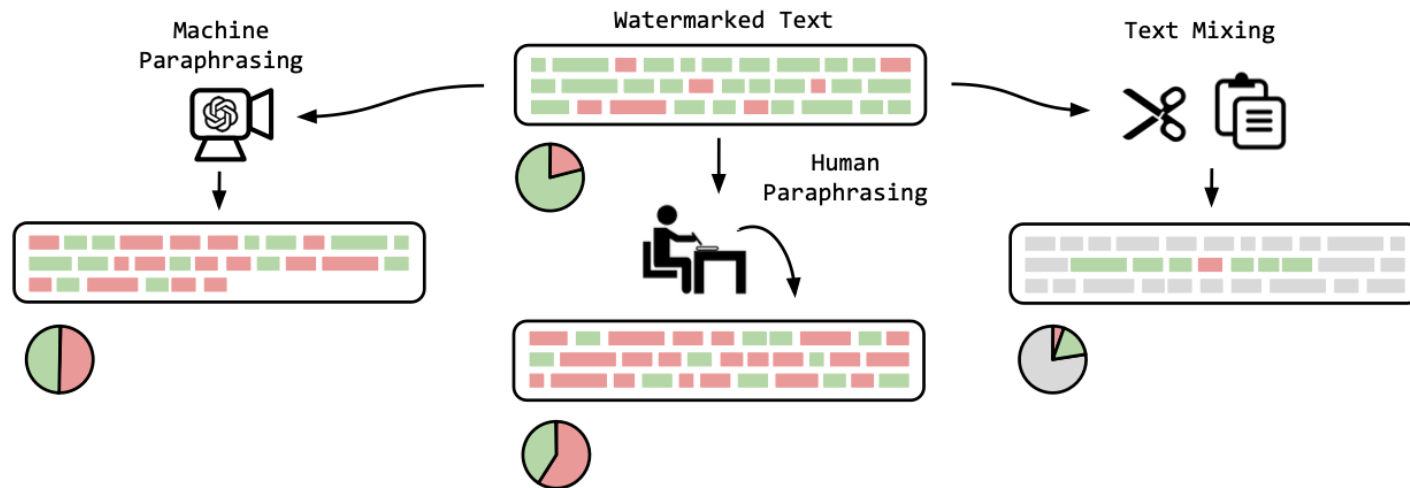 Machine
Paraphrasing
Watermarked Text
Text Mixing
Human
Paraphrasing